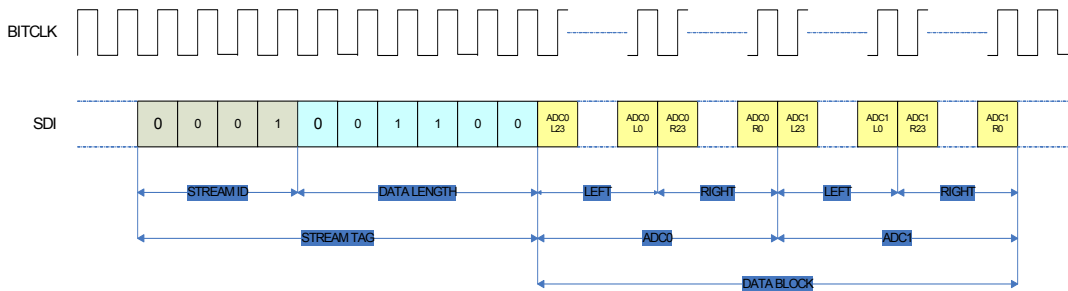 BITCLK
SDI
0 0 0 1 0 0 1 1 0 0
ADC0 L23
ADC0 L0
ADC0 R23
ADC0 R0
ADC1 L23
ADC1 L0
ADC1 R23
ADC1 R0
STREAM ID DATA LENGTH LEFT RIGHT LEFT RIGHT
STREAM TAG ADC0 ADC1
DATA BLOCK